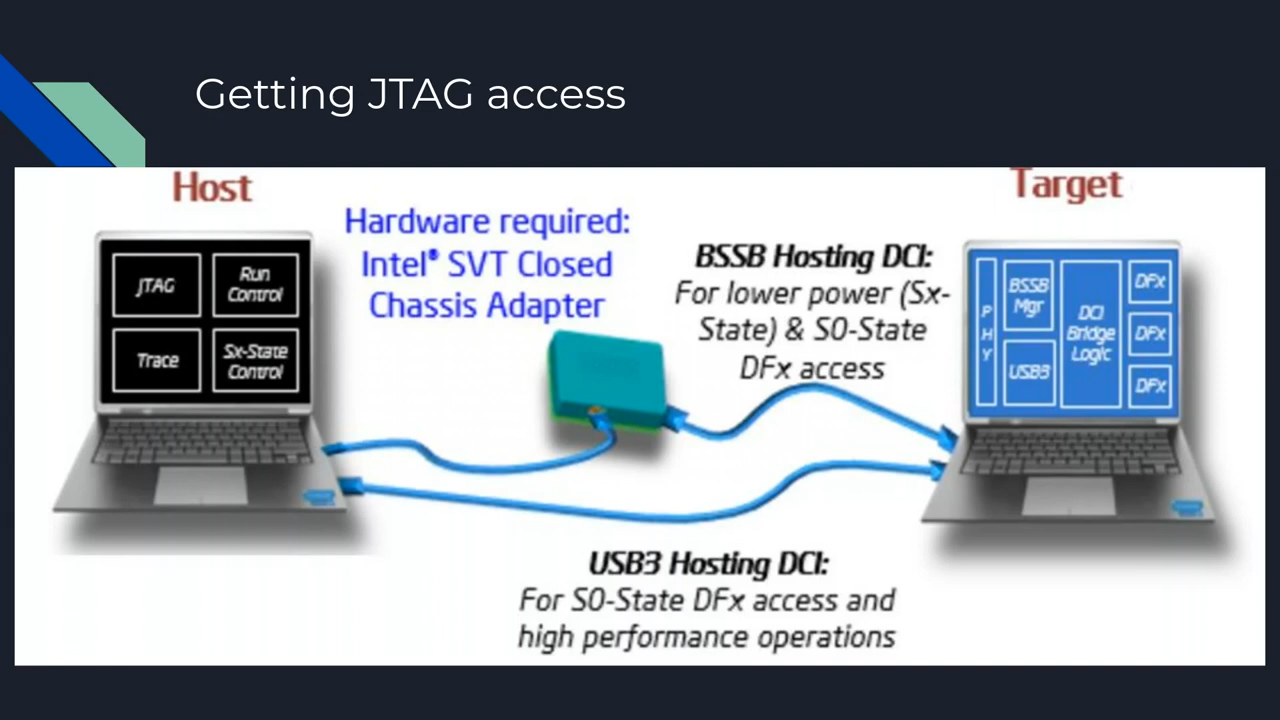 Getting JTAG access
Host
Target
Hardware required:
Intel® SVT Closed
Chassis Adapter
BSSB Hosting DCI:
For lower power (Sx-
State) & S0-State
DFx access
JTAG
Run
Control
Trace
Sx-State
Control
PHY
BSSB
Mgr
USB3
DCI
Bridge
Logic
DFx
DFx
DFx
USB3 Hosting DCI:
For S0-State DFx access and
high performance operations